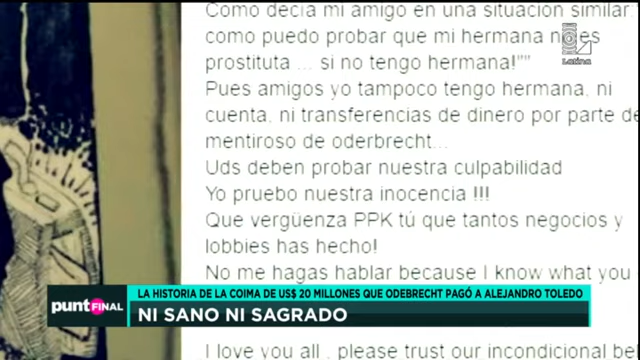 Como decía mi amigo en una situación similar
como puedo probar que mi hermana no es
prostituta ... si no tengo hermana!""
Latina
Pues amigos yo tampoco tengo hermana, ni
cuenta, ni transferencias de dinero por parte de
mentiroso de oderbrecht...
Uds deben probar nuestra culpabilidad
Yo pruebo nuestra inocencia !!!
Que vergüenza PPK tú que tantos negocios y
lobbies has hecho!
No me hagas hablar because I know what you
LA HISTORIA DE LA COIMA DE US$ 20 MILLONES QUE ODEBRECHT PAGÓ A ALEJANDRO TOLEDO
punto FINAL
NI SANO NI SAGRADO
I love you all , please trust our incondicional